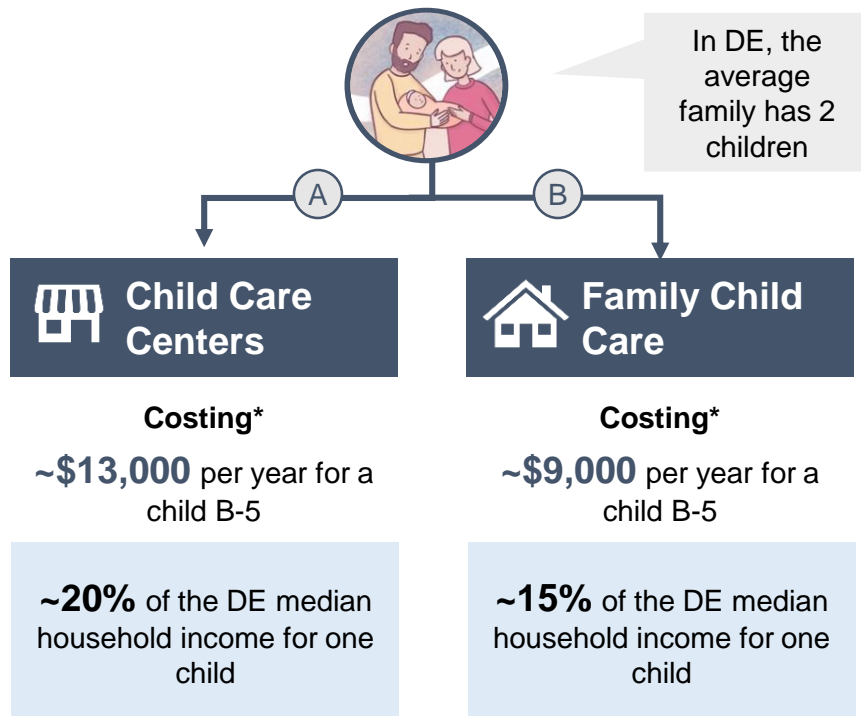 In DE, the
average
family has 2
children
A
B
Child Care
Centers
Family Child
Care
Costing*
~$13,000 per year for a
child B-5
Costing*
~$9,000 per year for a
child B-5
~20% of the DE median
household income for one
child
~15% of the DE median
household income for one
child